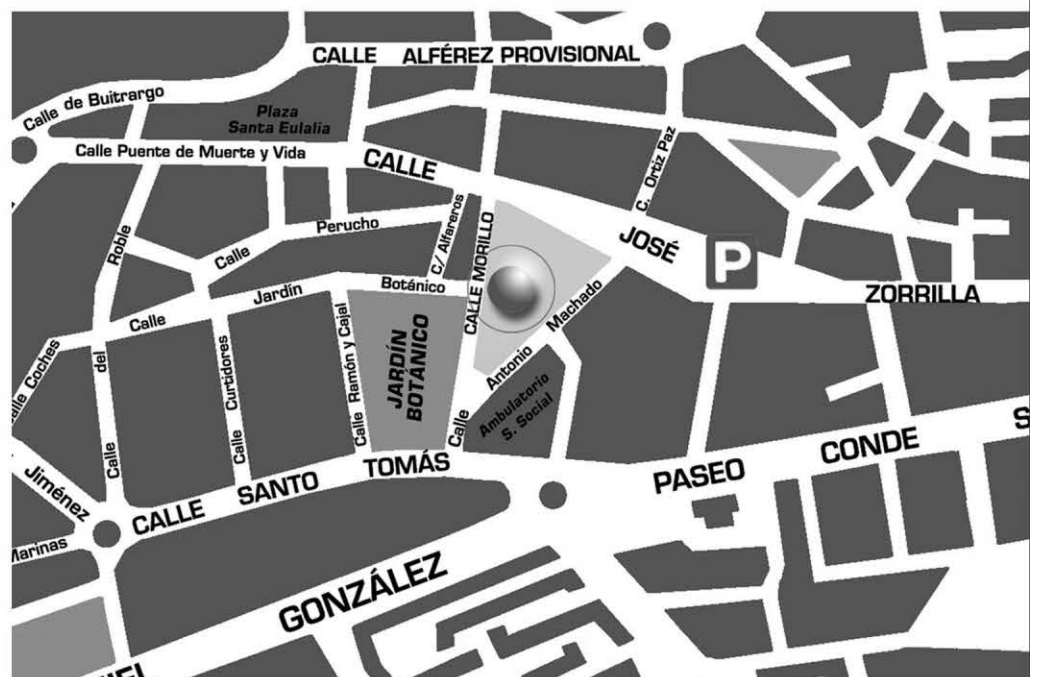 CALLE ALFÉREZ PROVISIONAL
Calle de Buitrago
Plaza
Santa Eulalia
Calle Puente de Muerte y Vida
CALLE JOSÉ ZORRILLA
C. Ortiz Paz
P
Calle Perucho
C/ Alfareros
CALLE MORILLO
Calle del Roble
Calle Jardín Botánico
Calle Antonio Machado
Calle Ramón y Cajal
Calle Curtidores
JARDÍN
BOTÁNICO
Ambulatorio
S. Social
Coches
Jiménez
CALLE SANTO TOMÁS
PASEO CONDE S
GONZÁLEZ